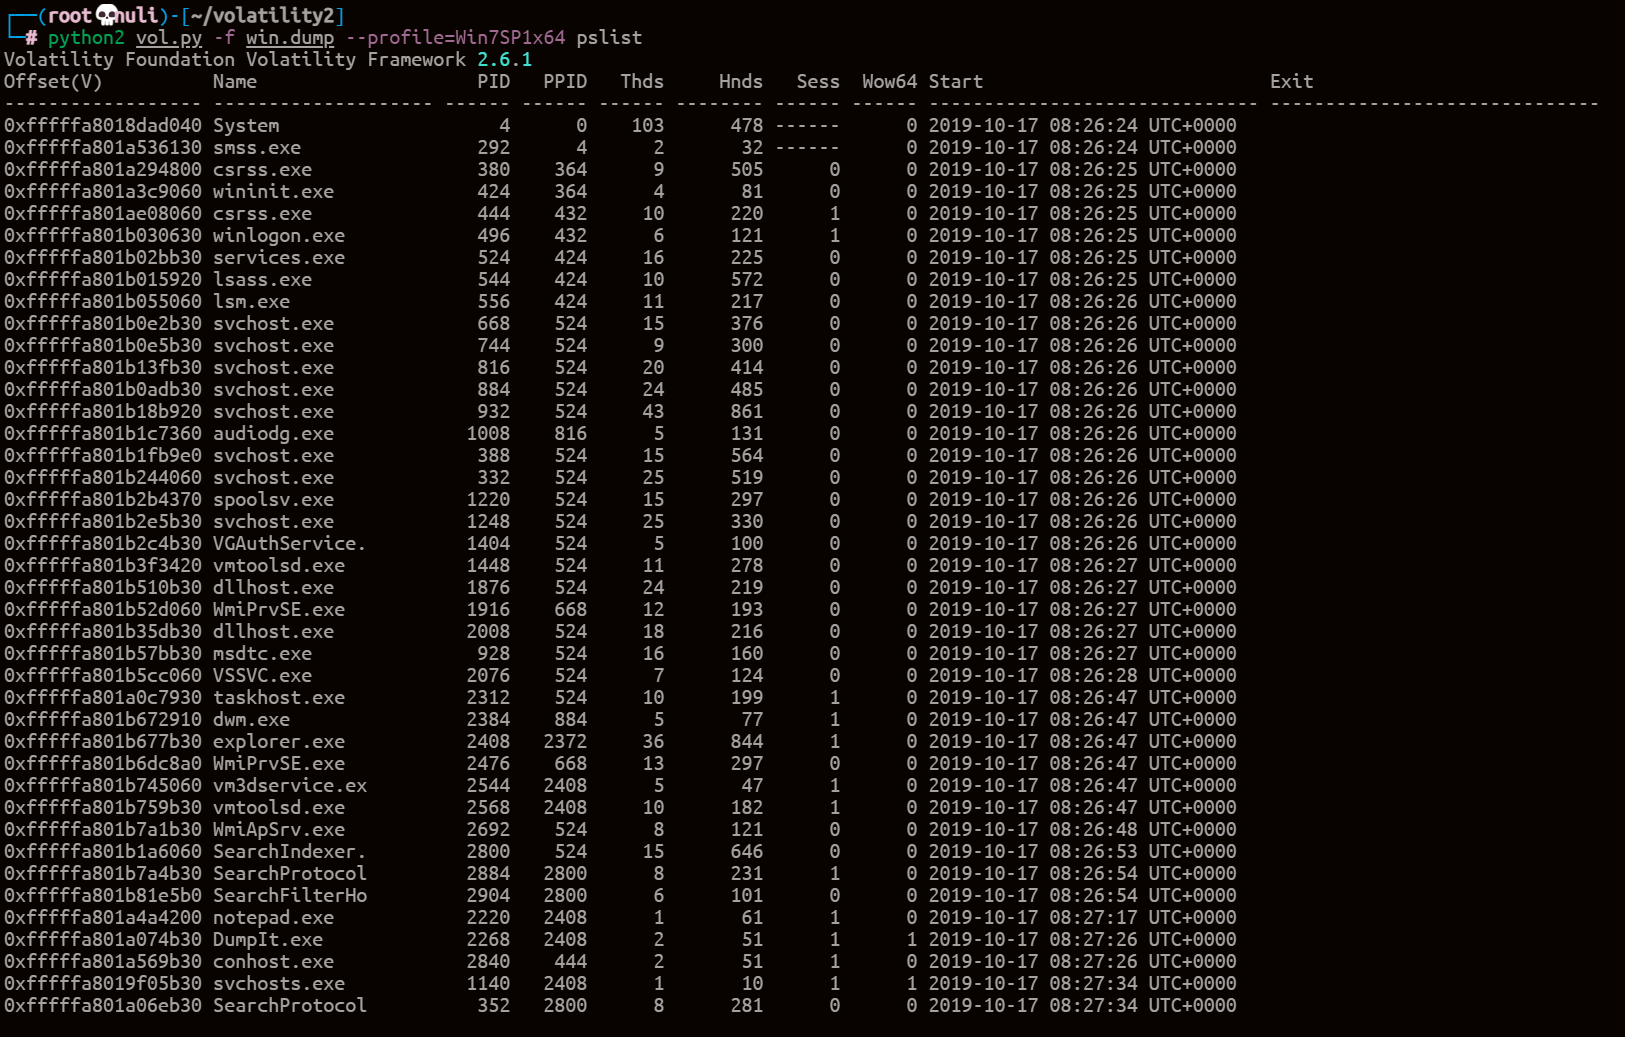 ┌──(root💀nuli)-[~/volatility2]
└─# python2 vol.py -f win.dump --profile=Win7SP1x64 pslist
Volatility Foundation Volatility Framework 2.6.1
Offset(V)          Name                    PID   PPID   Thds     Hnds   Sess  Wow64 Start                          Exit
------------------ -------------------- ------ ------ ------ -------- ------ ------ ------------------------------ ------------------------------
0xfffffa8018dad040 System                    4      0    103      478 ------      0 2019-10-17 08:26:24 UTC+0000
0xfffffa801a536130 smss.exe                292      4      2       32 ------      0 2019-10-17 08:26:24 UTC+0000
0xfffffa801a294800 csrss.exe               380    364      9      505      0      0 2019-10-17 08:26:25 UTC+0000
0xfffffa801a3c9060 wininit.exe             424    364      4       81      0      0 2019-10-17 08:26:25 UTC+0000
0xfffffa801ae08060 csrss.exe               444    432     10      220      1      0 2019-10-17 08:26:25 UTC+0000
0xfffffa801b030630 winlogon.exe            496    432      6      121      1      0 2019-10-17 08:26:25 UTC+0000
0xfffffa801b02bb30 services.exe            524    424     16      225      0      0 2019-10-17 08:26:25 UTC+0000
0xfffffa801b015920 lsass.exe               544    424     10      572      0      0 2019-10-17 08:26:25 UTC+0000
0xfffffa801b055060 lsm.exe                 556    424     11      217      0      0 2019-10-17 08:26:26 UTC+0000
0xfffffa801b0e2b30 svchost.exe             668    524     15      376      0      0 2019-10-17 08:26:26 UTC+0000
0xfffffa801b0e5b30 svchost.exe             744    524      9      300      0      0 2019-10-17 08:26:26 UTC+0000
0xfffffa801b13fb30 svchost.exe             816    524     20      414      0      0 2019-10-17 08:26:26 UTC+0000
0xfffffa801b0adb30 svchost.exe             884    524     24      485      0      0 2019-10-17 08:26:26 UTC+0000
0xfffffa801b18b920 svchost.exe             932    524     43      861      0      0 2019-10-17 08:26:26 UTC+0000
0xfffffa801b1c7360 audiodg.exe            1008    816      5      131      0      0 2019-10-17 08:26:26 UTC+0000
0xfffffa801b1fb9e0 svchost.exe             388    524     15      564      0      0 2019-10-17 08:26:26 UTC+0000
0xfffffa801b244060 svchost.exe             332    524     25      519      0      0 2019-10-17 08:26:26 UTC+0000
0xfffffa801b2b4370 spoolsv.exe            1220    524     15      297      0      0 2019-10-17 08:26:26 UTC+0000
0xfffffa801b2e5b30 svchost.exe            1248    524     25      330      0      0 2019-10-17 08:26:26 UTC+0000
0xfffffa801b2c4b30 VGAuthService.         1404    524      5      100      0      0 2019-10-17 08:26:26 UTC+0000
0xfffffa801b3f3420 vmtoolsd.exe           1448    524     11      278      0      0 2019-10-17 08:26:27 UTC+0000
0xfffffa801b510b30 dllhost.exe            1876    524     24      219      0      0 2019-10-17 08:26:27 UTC+0000
0xfffffa801b52d060 WmiPrvSE.exe           1916    668     12      193      0      0 2019-10-17 08:26:27 UTC+0000
0xfffffa801b35db30 dllhost.exe            2008    524     18      216      0      0 2019-10-17 08:26:27 UTC+0000
0xfffffa801b57bb30 msdtc.exe               928    524     16      160      0      0 2019-10-17 08:26:27 UTC+0000
0xfffffa801b5cc060 VSSVC.exe              2076    524      7      124      0      0 2019-10-17 08:26:28 UTC+0000
0xfffffa801a0c7930 taskhost.exe           2312    524     10      199      1      0 2019-10-17 08:26:47 UTC+0000
0xfffffa801b672910 dwm.exe                2384    884      5       77      1      0 2019-10-17 08:26:47 UTC+0000
0xfffffa801b677b30 explorer.exe           2408   2372     36      844      1      0 2019-10-17 08:26:47 UTC+0000
0xfffffa801b6dc8a0 WmiPrvSE.exe           2476    668     13      297      0      0 2019-10-17 08:26:47 UTC+0000
0xfffffa801b745060 vm3dservice.ex         2544   2408      5       47      1      0 2019-10-17 08:26:47 UTC+0000
0xfffffa801b759b30 vmtoolsd.exe           2568   2408     10      182      1      0 2019-10-17 08:26:47 UTC+0000
0xfffffa801b7a1b30 WmiApSrv.exe           2692    524      8      121      0      0 2019-10-17 08:26:48 UTC+0000
0xfffffa801b1a6060 SearchIndexer.         2800    524     15      646      0      0 2019-10-17 08:26:53 UTC+0000
0xfffffa801b7a4b30 SearchProtocol         2884   2800      8      231      1      0 2019-10-17 08:26:54 UTC+0000
0xfffffa801b81e5b0 SearchFilterHo         2904   2800      6      101      0      0 2019-10-17 08:26:54 UTC+0000
0xfffffa801a4a4200 notepad.exe            2220   2408      1       61      1      0 2019-10-17 08:27:17 UTC+0000
0xfffffa801a074b30 DumpIt.exe             2268   2408      2       51      1      1 2019-10-17 08:27:26 UTC+0000
0xfffffa801a569b30 conhost.exe            2840    444      2       51      1      0 2019-10-17 08:27:26 UTC+0000
0xfffffa8019f05b30 svchosts.exe           1140   2408      1       10      1      1 2019-10-17 08:27:34 UTC+0000
0xfffffa801a06eb30 SearchProtocol          352   2800      8      281      0      0 2019-10-17 08:27:34 UTC+0000